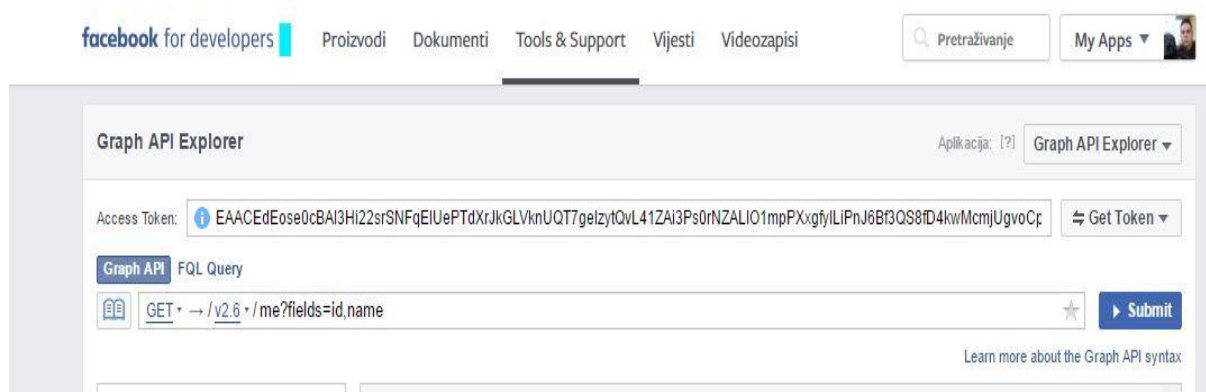 facebook for developers Proizvodi Dokumenti Tools & Support Vijesti Videozapisi Pretraživanje My Apps
Graph API Explorer Aplikacija: [?] Graph API Explorer
Access Token: EAACEdEose0cBAI3Hi22srSNFqEIUePTdXrJkGLVknUQT7gelzytQvL41ZAi3Ps0rNZALIO1mpPXxgfyILiPnJ6Bf3QS8fD4kwMcmjUgvoCp Get Token
Graph API FQL Query
GET → / v2.6 / me?fields=id,name Submit
Learn more about the Graph API syntax